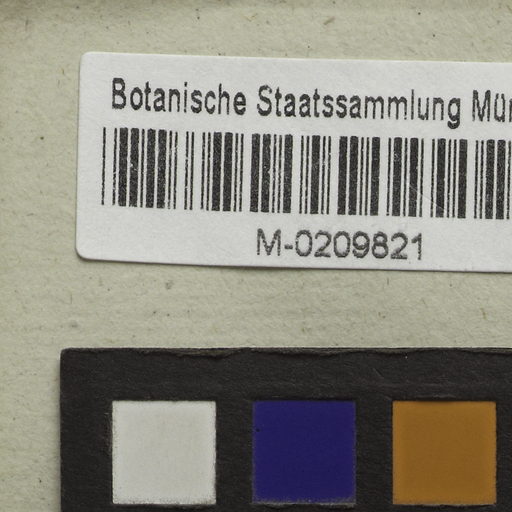 Botanische Staatssammlung Mün
M-0209821